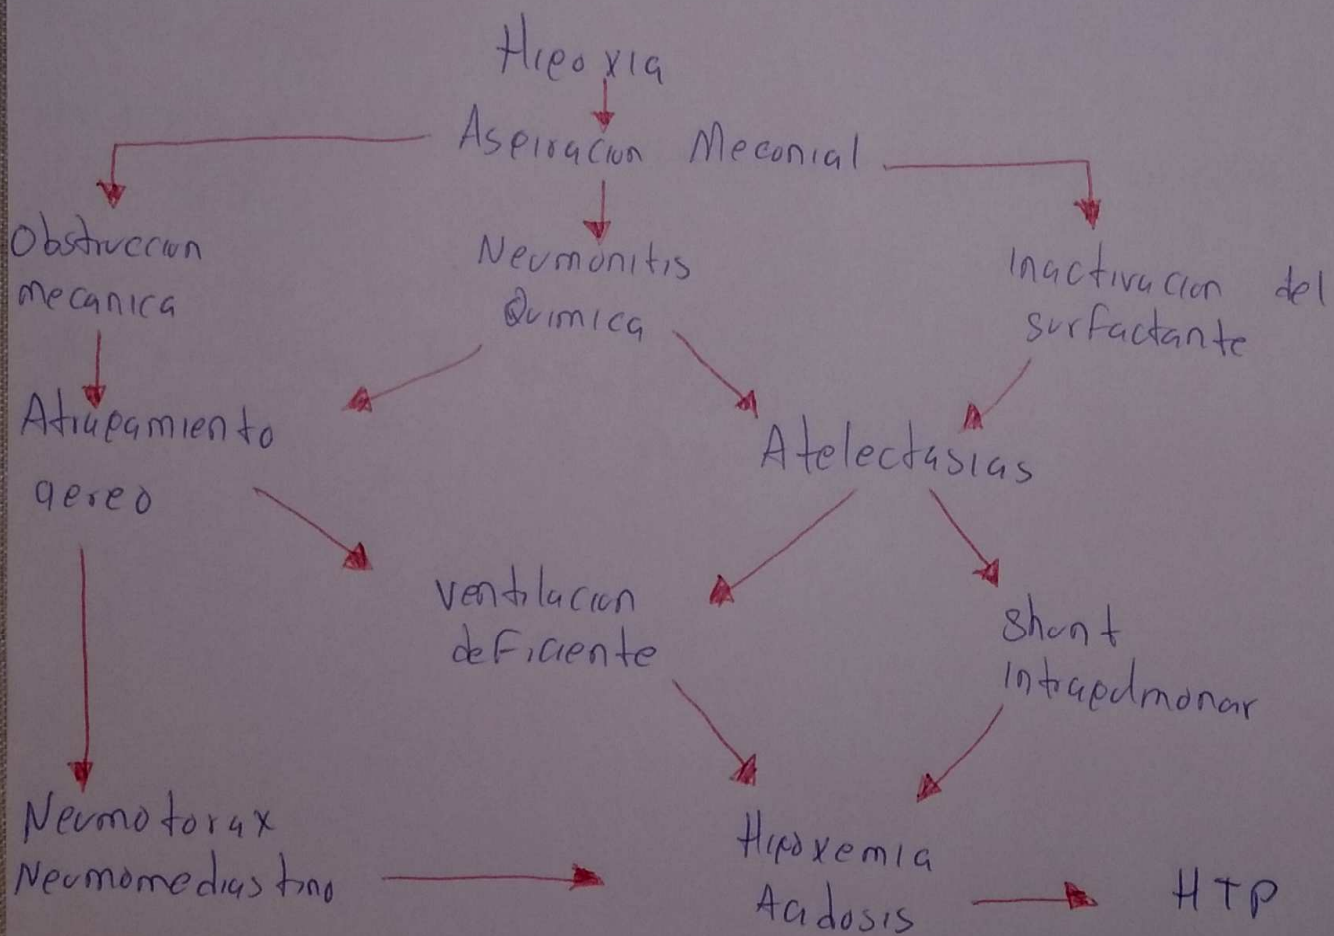 Hipoxia
Aspiracion Meconial
Obstruccion
mecanica
Neumonitis
Quimica
Inactivacion del
surfactante
Atrapamiento
aereo
Atelectasias
ventilacion
deficiente
Shunt
intrapulmonar
Neumotorax
Neumomediastino
Hipoxemia
Acidosis
HTP